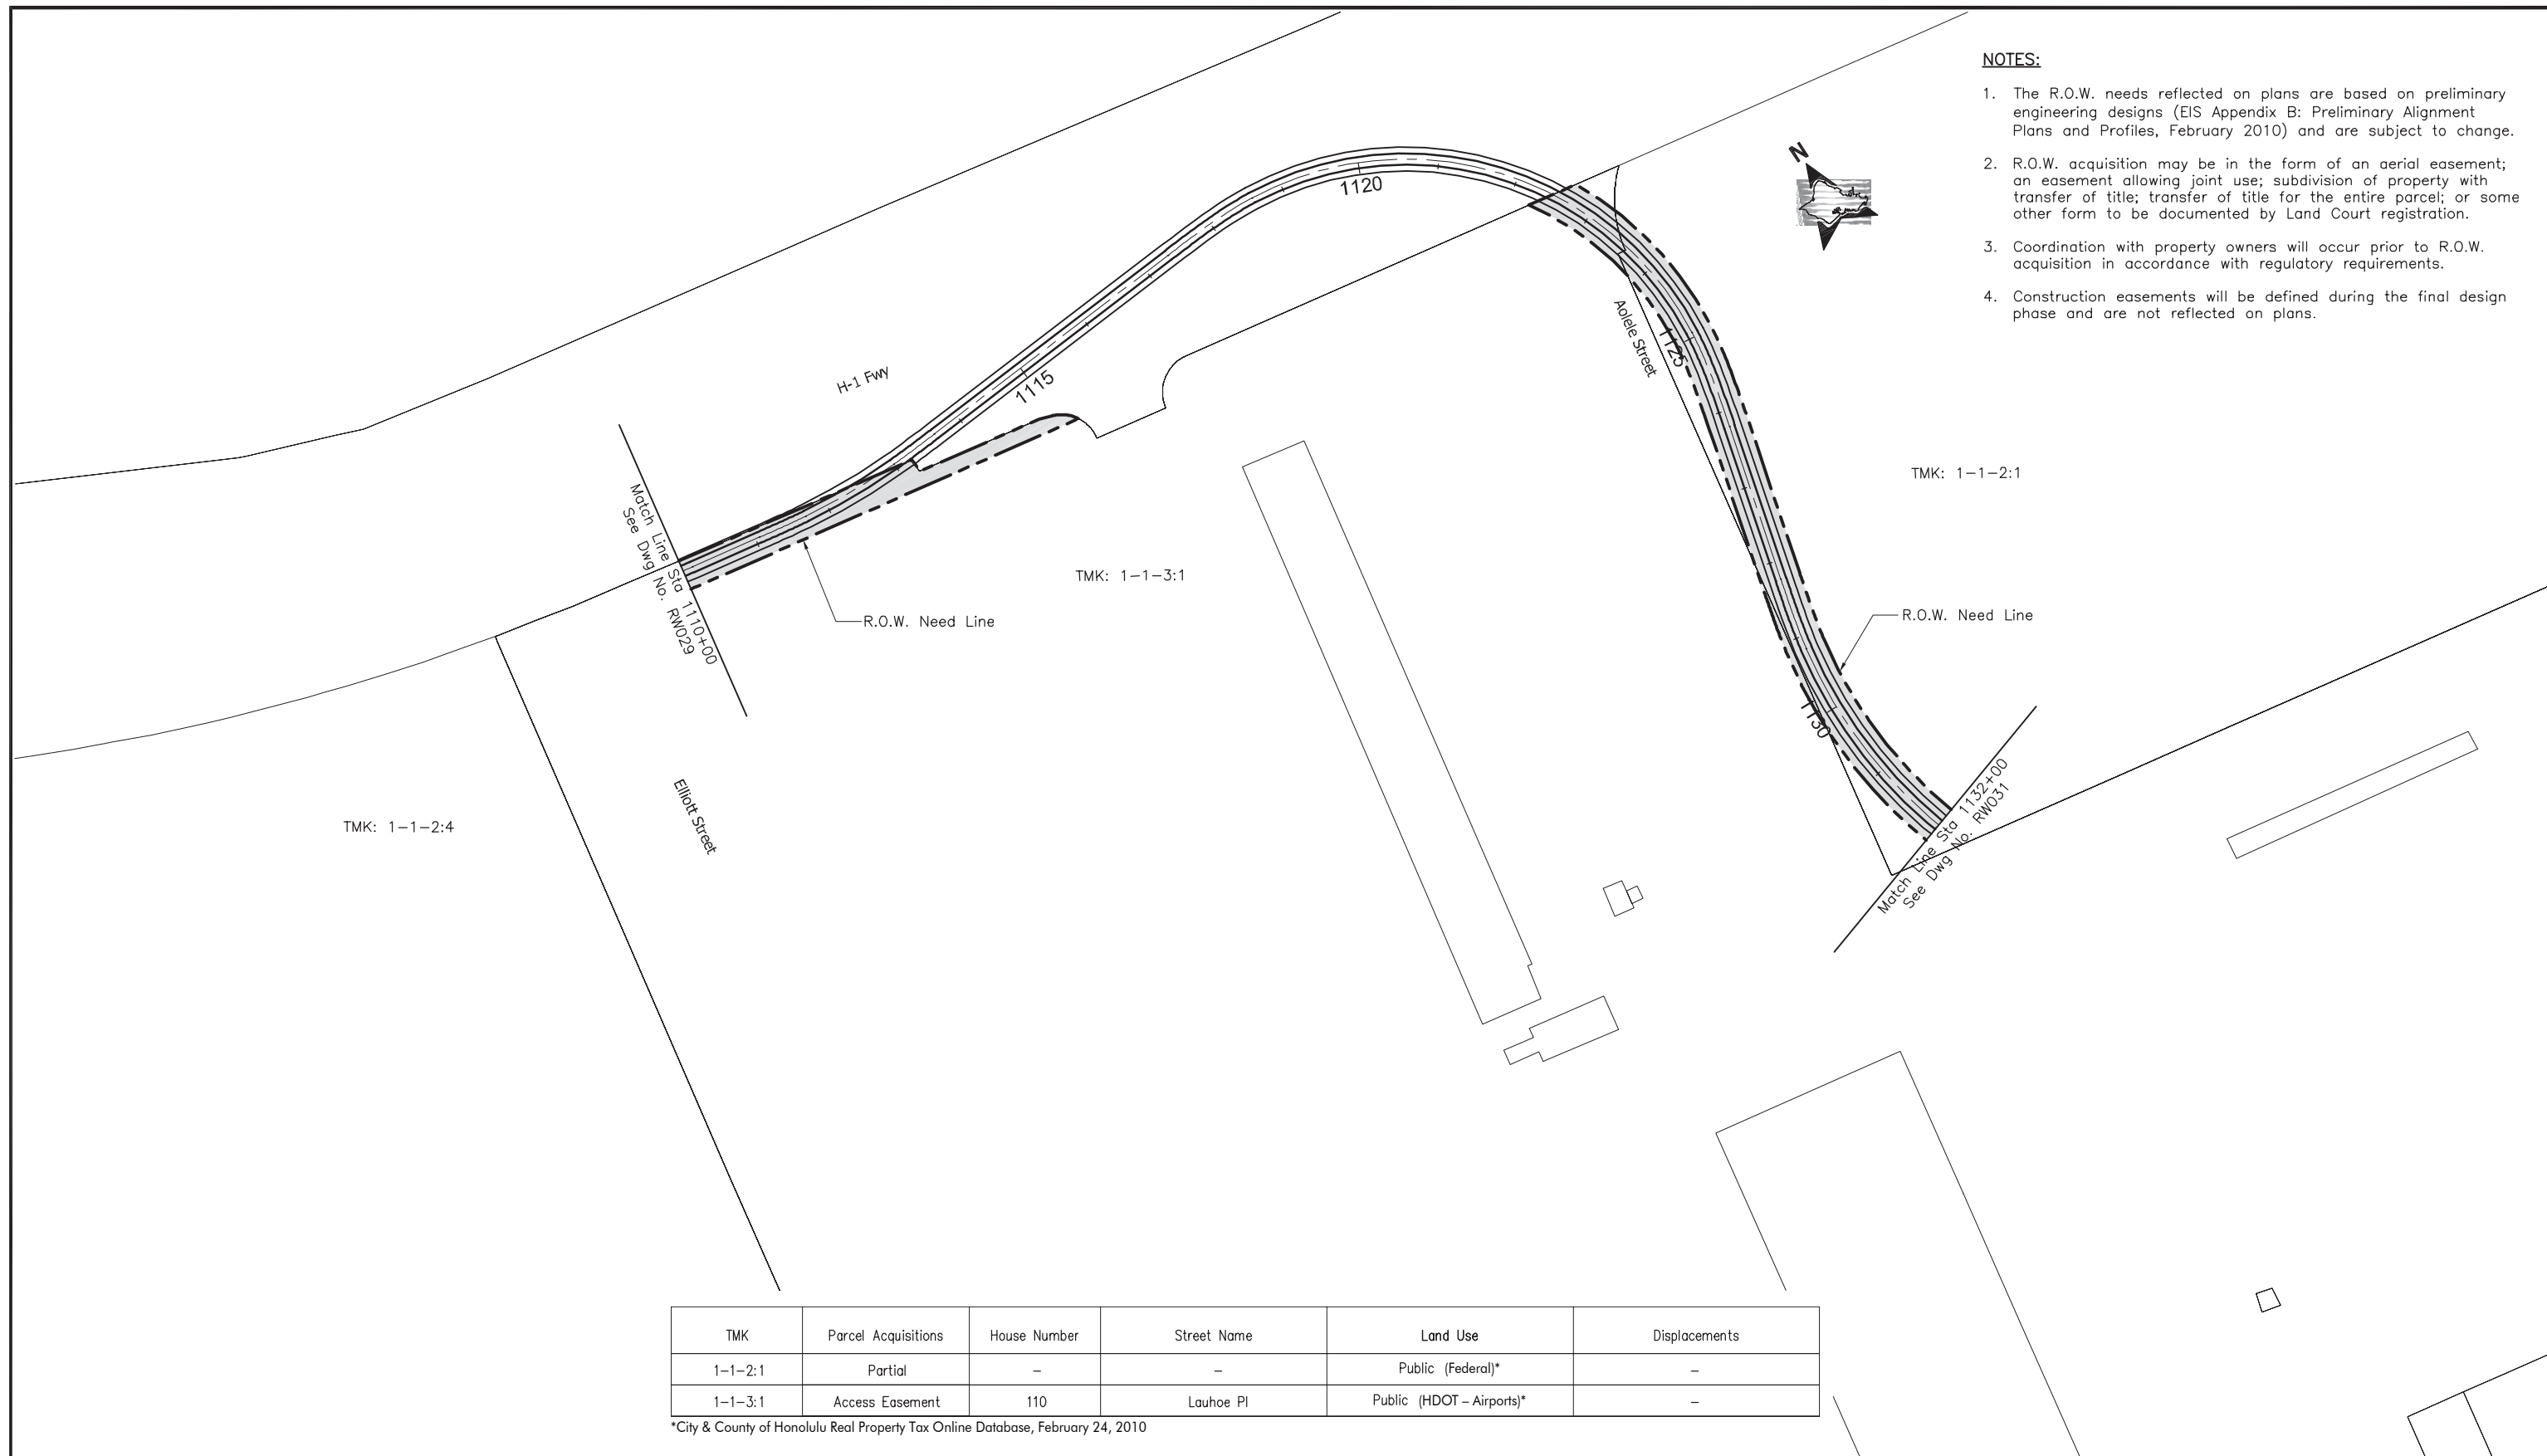 NOTES:
1. The R.O.W. needs reflected on plans are based on preliminary
engineering designs (EIS Appendix B: Preliminary Alignment
Plans and Profiles, February 2010) and are subject to change.
2. R.O.W. acquisition may be in the form of an aerial easement;
an easement allowing joint use; subdivision of property with
transfer of title; transfer of title for the entire parcel; or some
other form to be documented by Land Court registration.
3. Coordination with property owners will occur prior to R.O.W.
acquisition in accordance with regulatory requirements.
4. Construction easements will be defined during the final design
phase and are not reflected on plans.
N
1120
Aolele Street
1125
H-1 Fwy
1115
TMK: 1-1-2:1
Match Line Sta 1110+00
See Dwg No. RW029
TMK: 1-1-3:1
R.O.W. Need Line
R.O.W. Need Line
1130
Match Line Sta 1132+00
See Dwg No. RW031
Elliott Street
TMK: 1-1-2:4
TMK Parcel Acquisitions House Number Street Name Land Use Displacements
1-1-2:1 Partial - - Public (Federal)* -
1-1-3:1 Access Easement 110 Lauhoe Pl Public (HDOT – Airports)* -
*City & County of Honolulu Real Property Tax Online Database, February 24, 2010